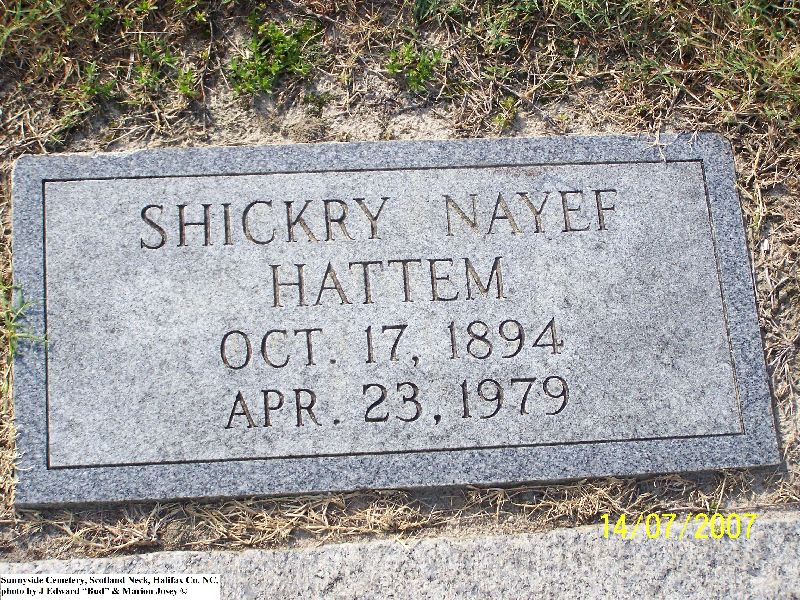 SHICKRY NAYEF
HATTEM
OCT. 17, 1894
APR. 23, 1979
14/07/2007
Sunnyside Cemetery, Scotland Neck, Halifax Co. NC,
photo by J Edward "Bud" & Marion Josey ©